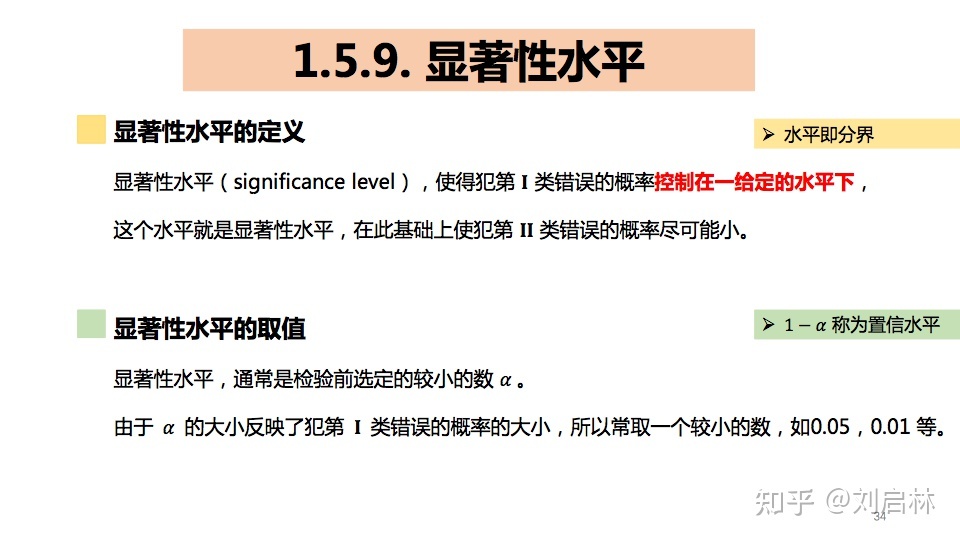 1.5.9. 显著性水平
显著性水平的定义
➢ 水平即分界
显著性水平（significance level），使得犯第 I 类错误的概率控制在一给定的水平下，
这个水平就是显著性水平，在此基础上使犯第 II 类错误的概率尽可能小。
显著性水平的取值
➢ 1 − α 称为置信水平
显著性水平，通常是检验前选定的较小的数 α 。
由于 α 的大小反映了犯第 I 类错误的概率的大小，所以常取一个较小的数，如0.05，0.01 等。
知乎 @刘启林
34